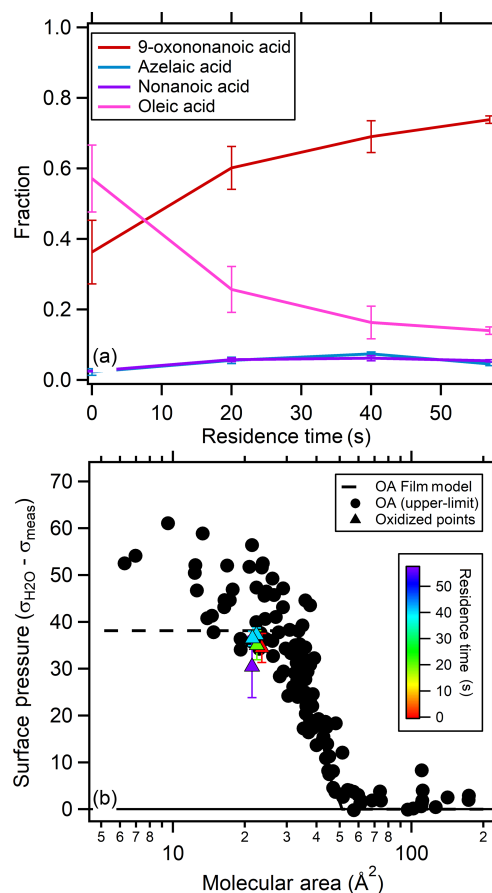 1.0
0.8
0.6
0.4
0.2
0.0
Fraction
9-oxononanoic acid
Azelaic acid
Nonanoic acid
Oleic acid
(a)
0 20 40
Residence time (s)
70
60
50
40
30
20
10
0
Surface pressure (σH2O - σmeas)
OA Film model
OA (upper-limit)
Oxidized points
50
40
30
20
10
0
Residence time (s)
(b)
5 6 7 8 10 2 3 4 5 6 7 8 100 2
Molecular area (Å²)